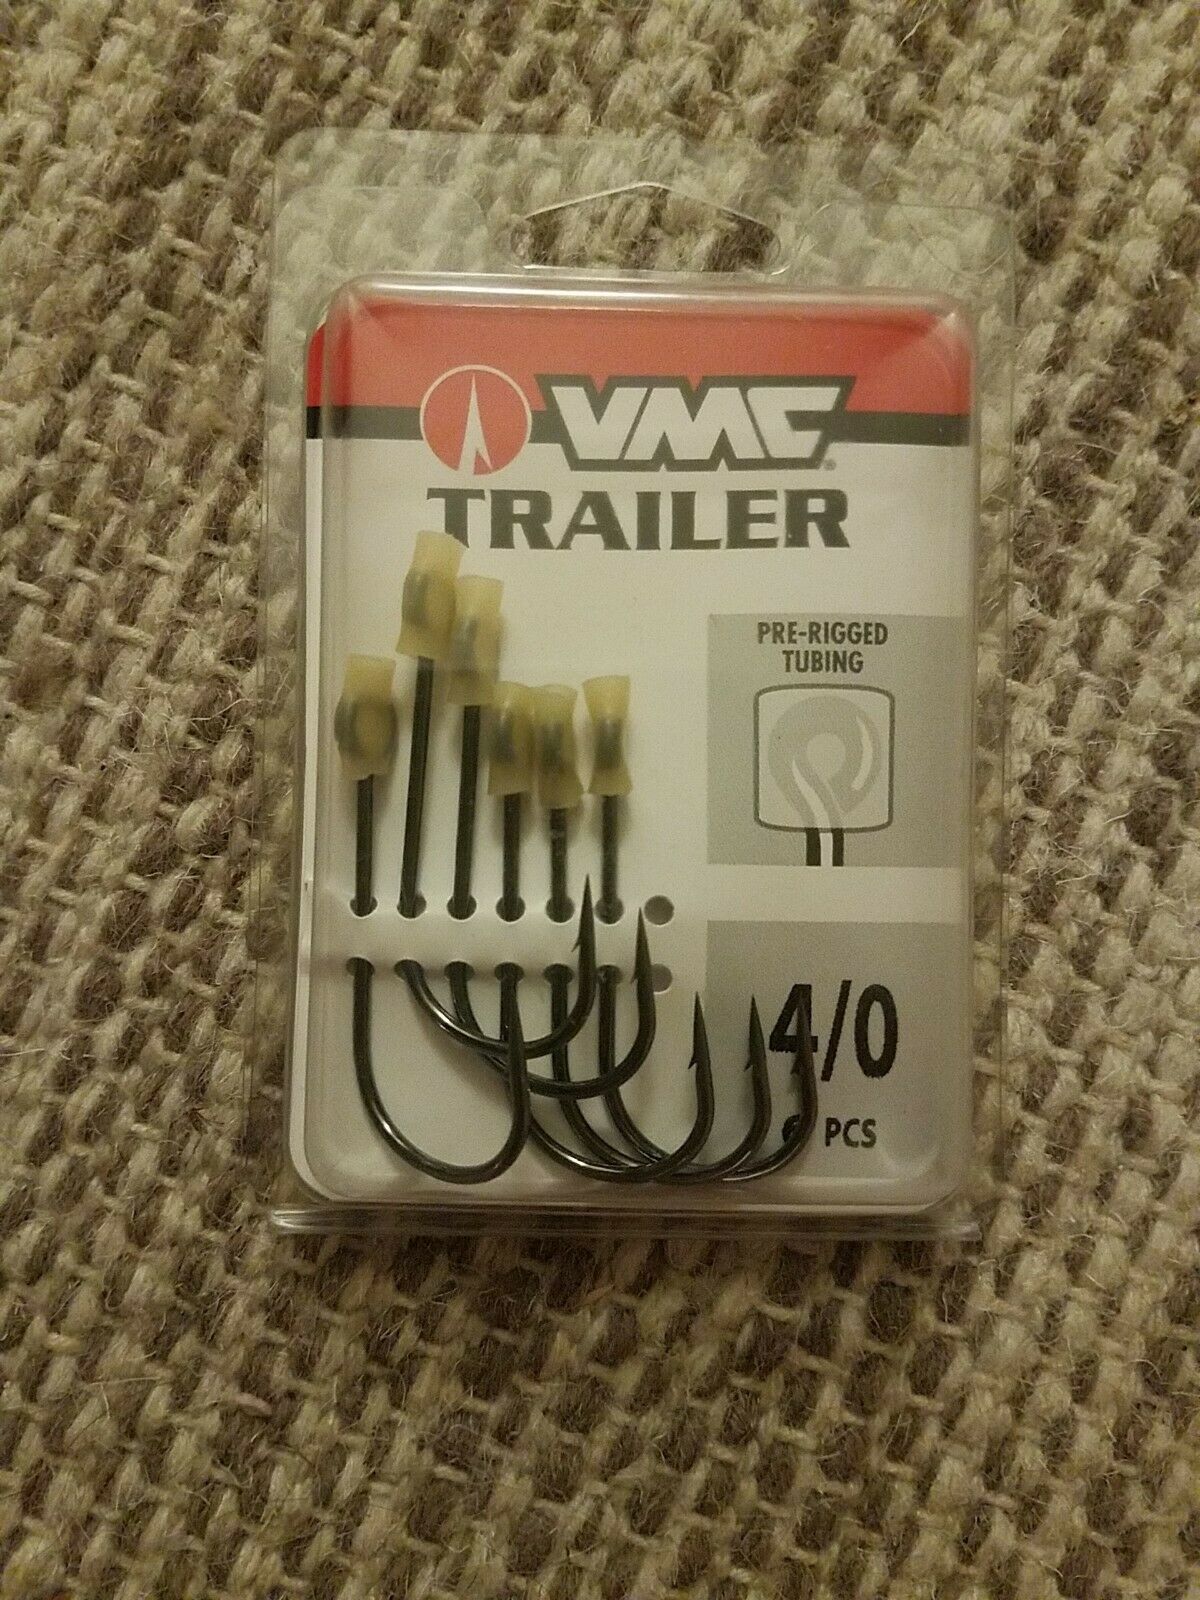 VMC
TRAILER
PRE-RIGGED
TUBING
4/0
PCS